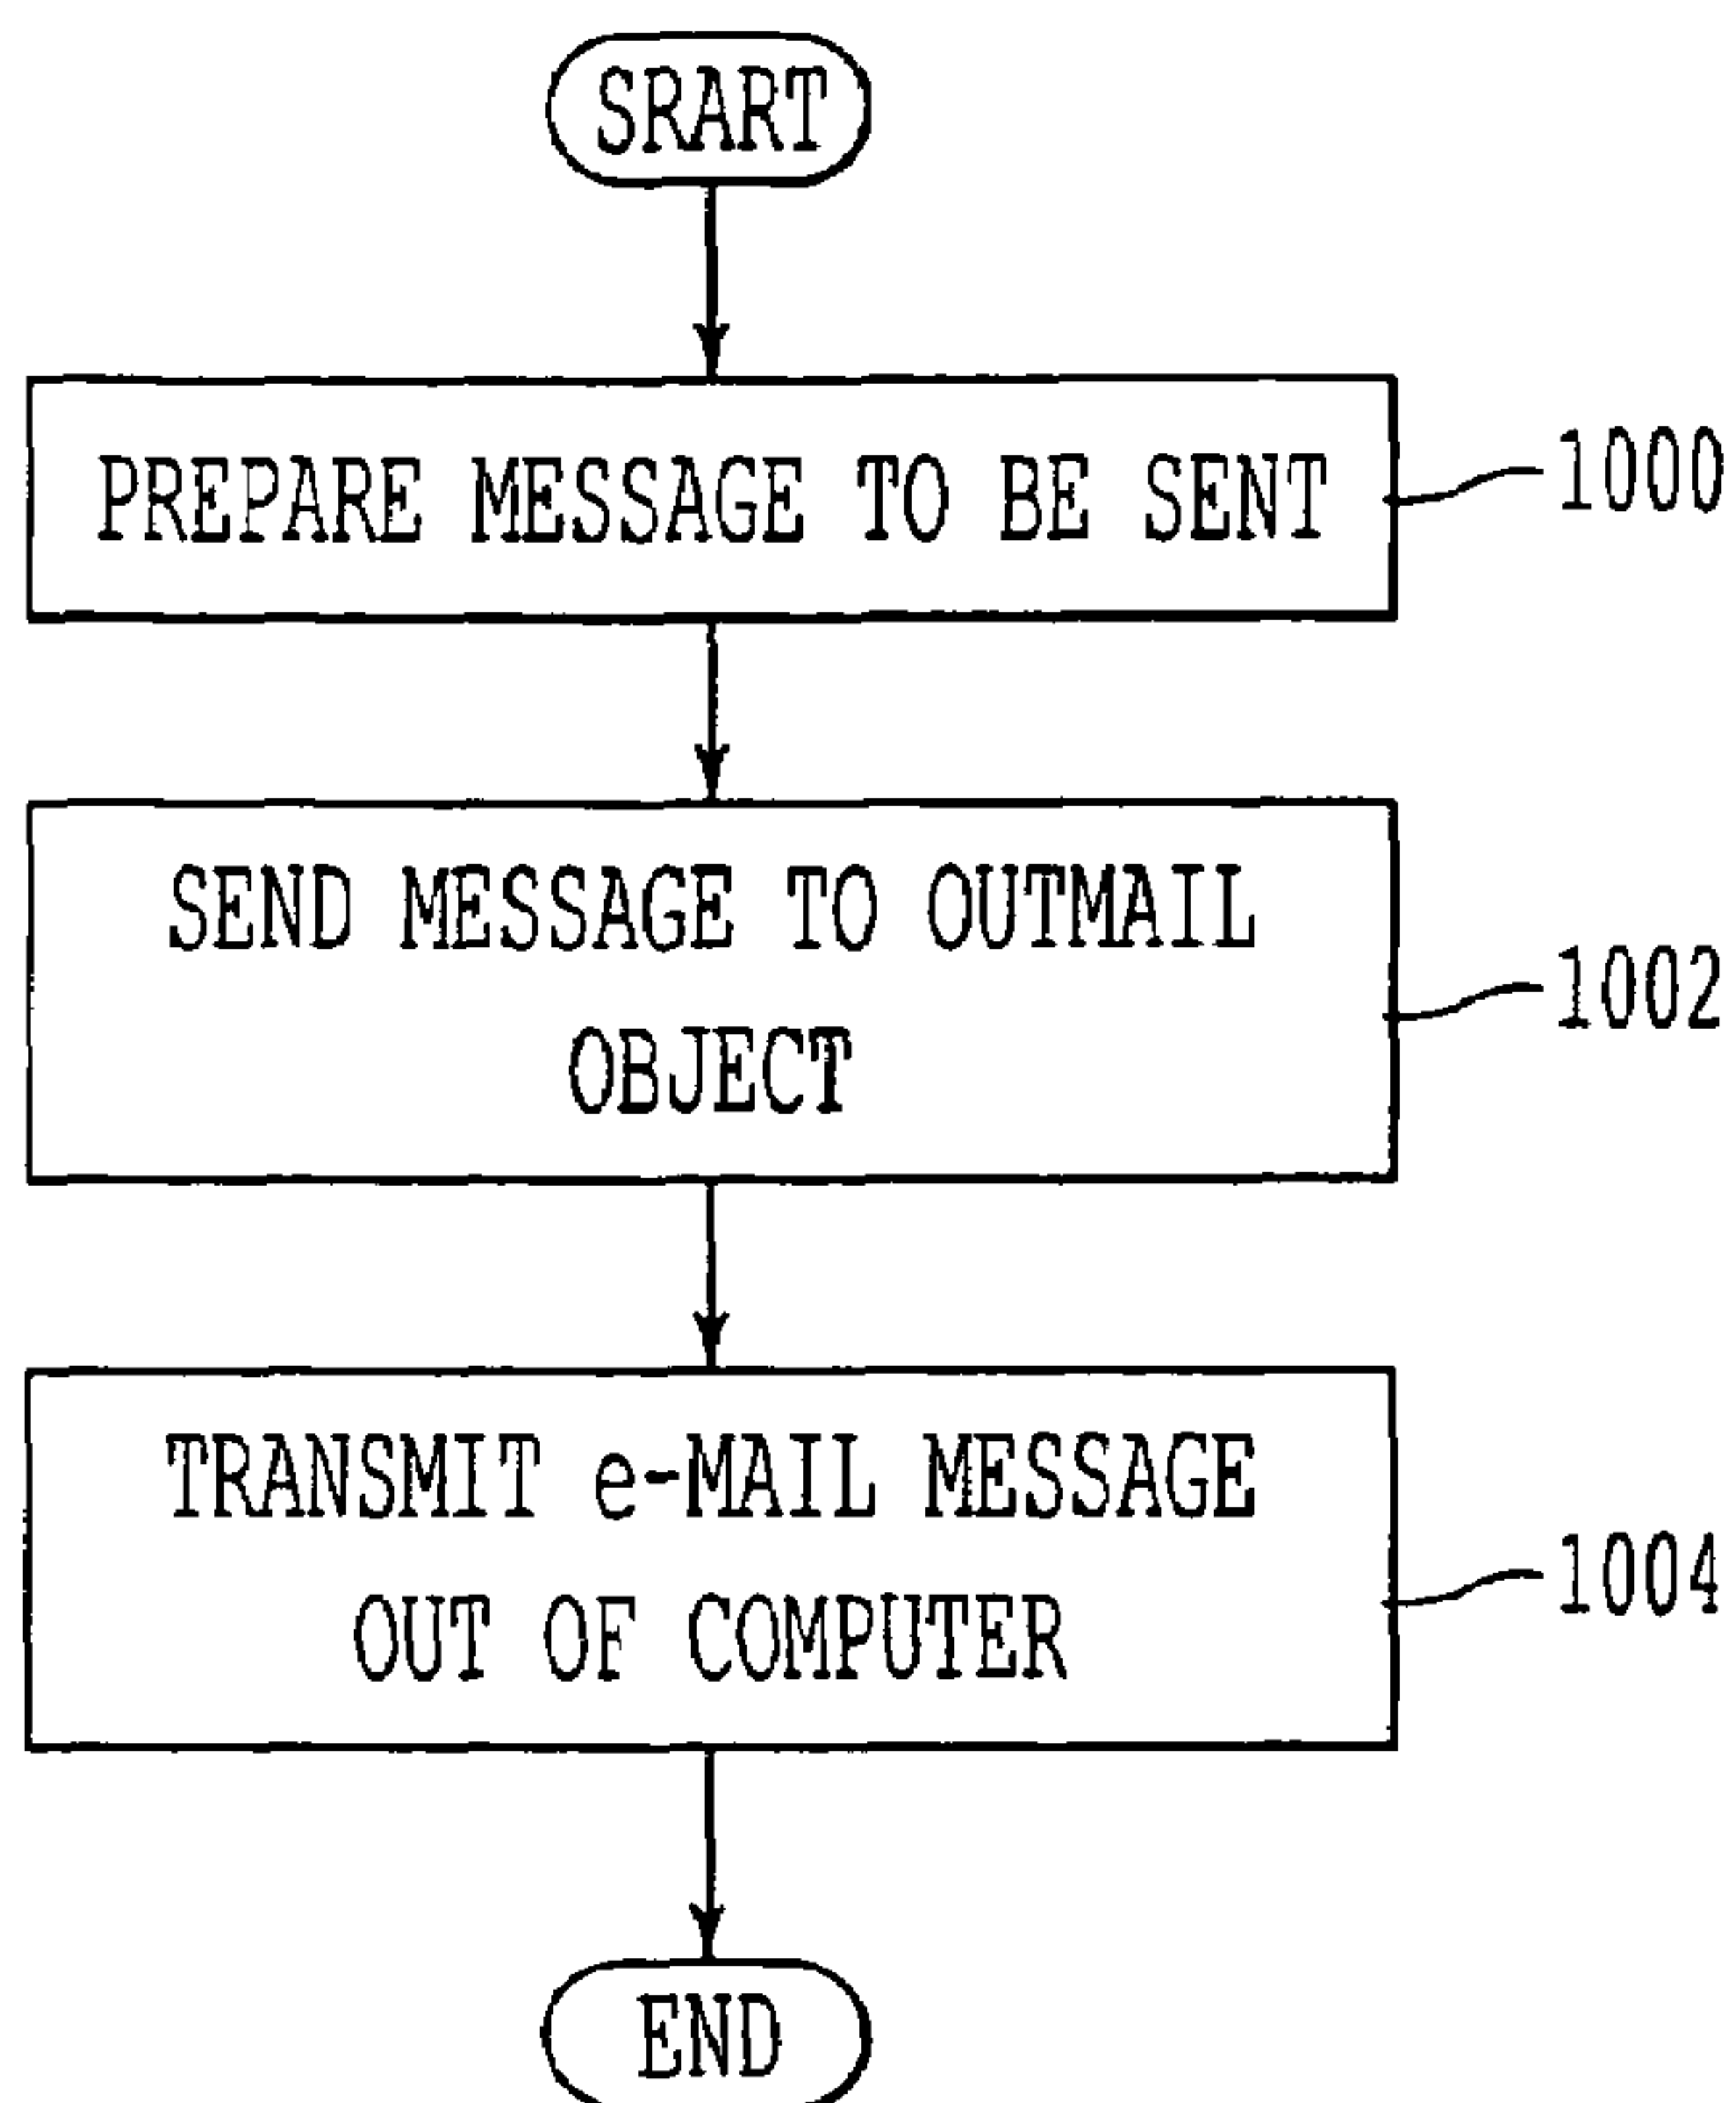 SRART
PREPARE MESSAGE TO BE SENT
1000
SEND MESSAGE TO OUTMAIL
OBJECT
1002
TRANSMIT e-MAIL MESSAGE
OUT OF COMPUTER
1004
END